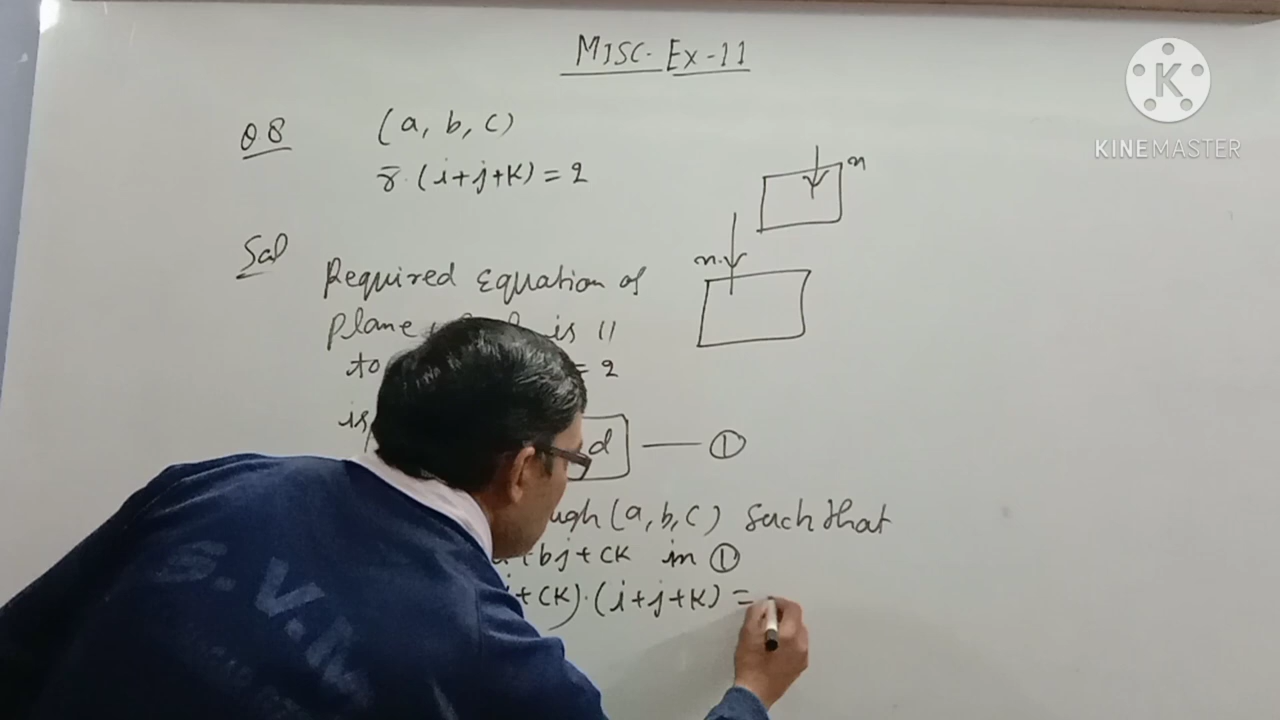 MISC-Ex-11
Q8 (a, b, c)
r̄.(i+j+K)=2
n
Sol
n
Required Equation of
plane is 11
to = 2
is d —— ①
(a,b,c) such that
+bj+CK in ①
+CK).(i+j+K) =
S.V.M
K
KINEMASTER